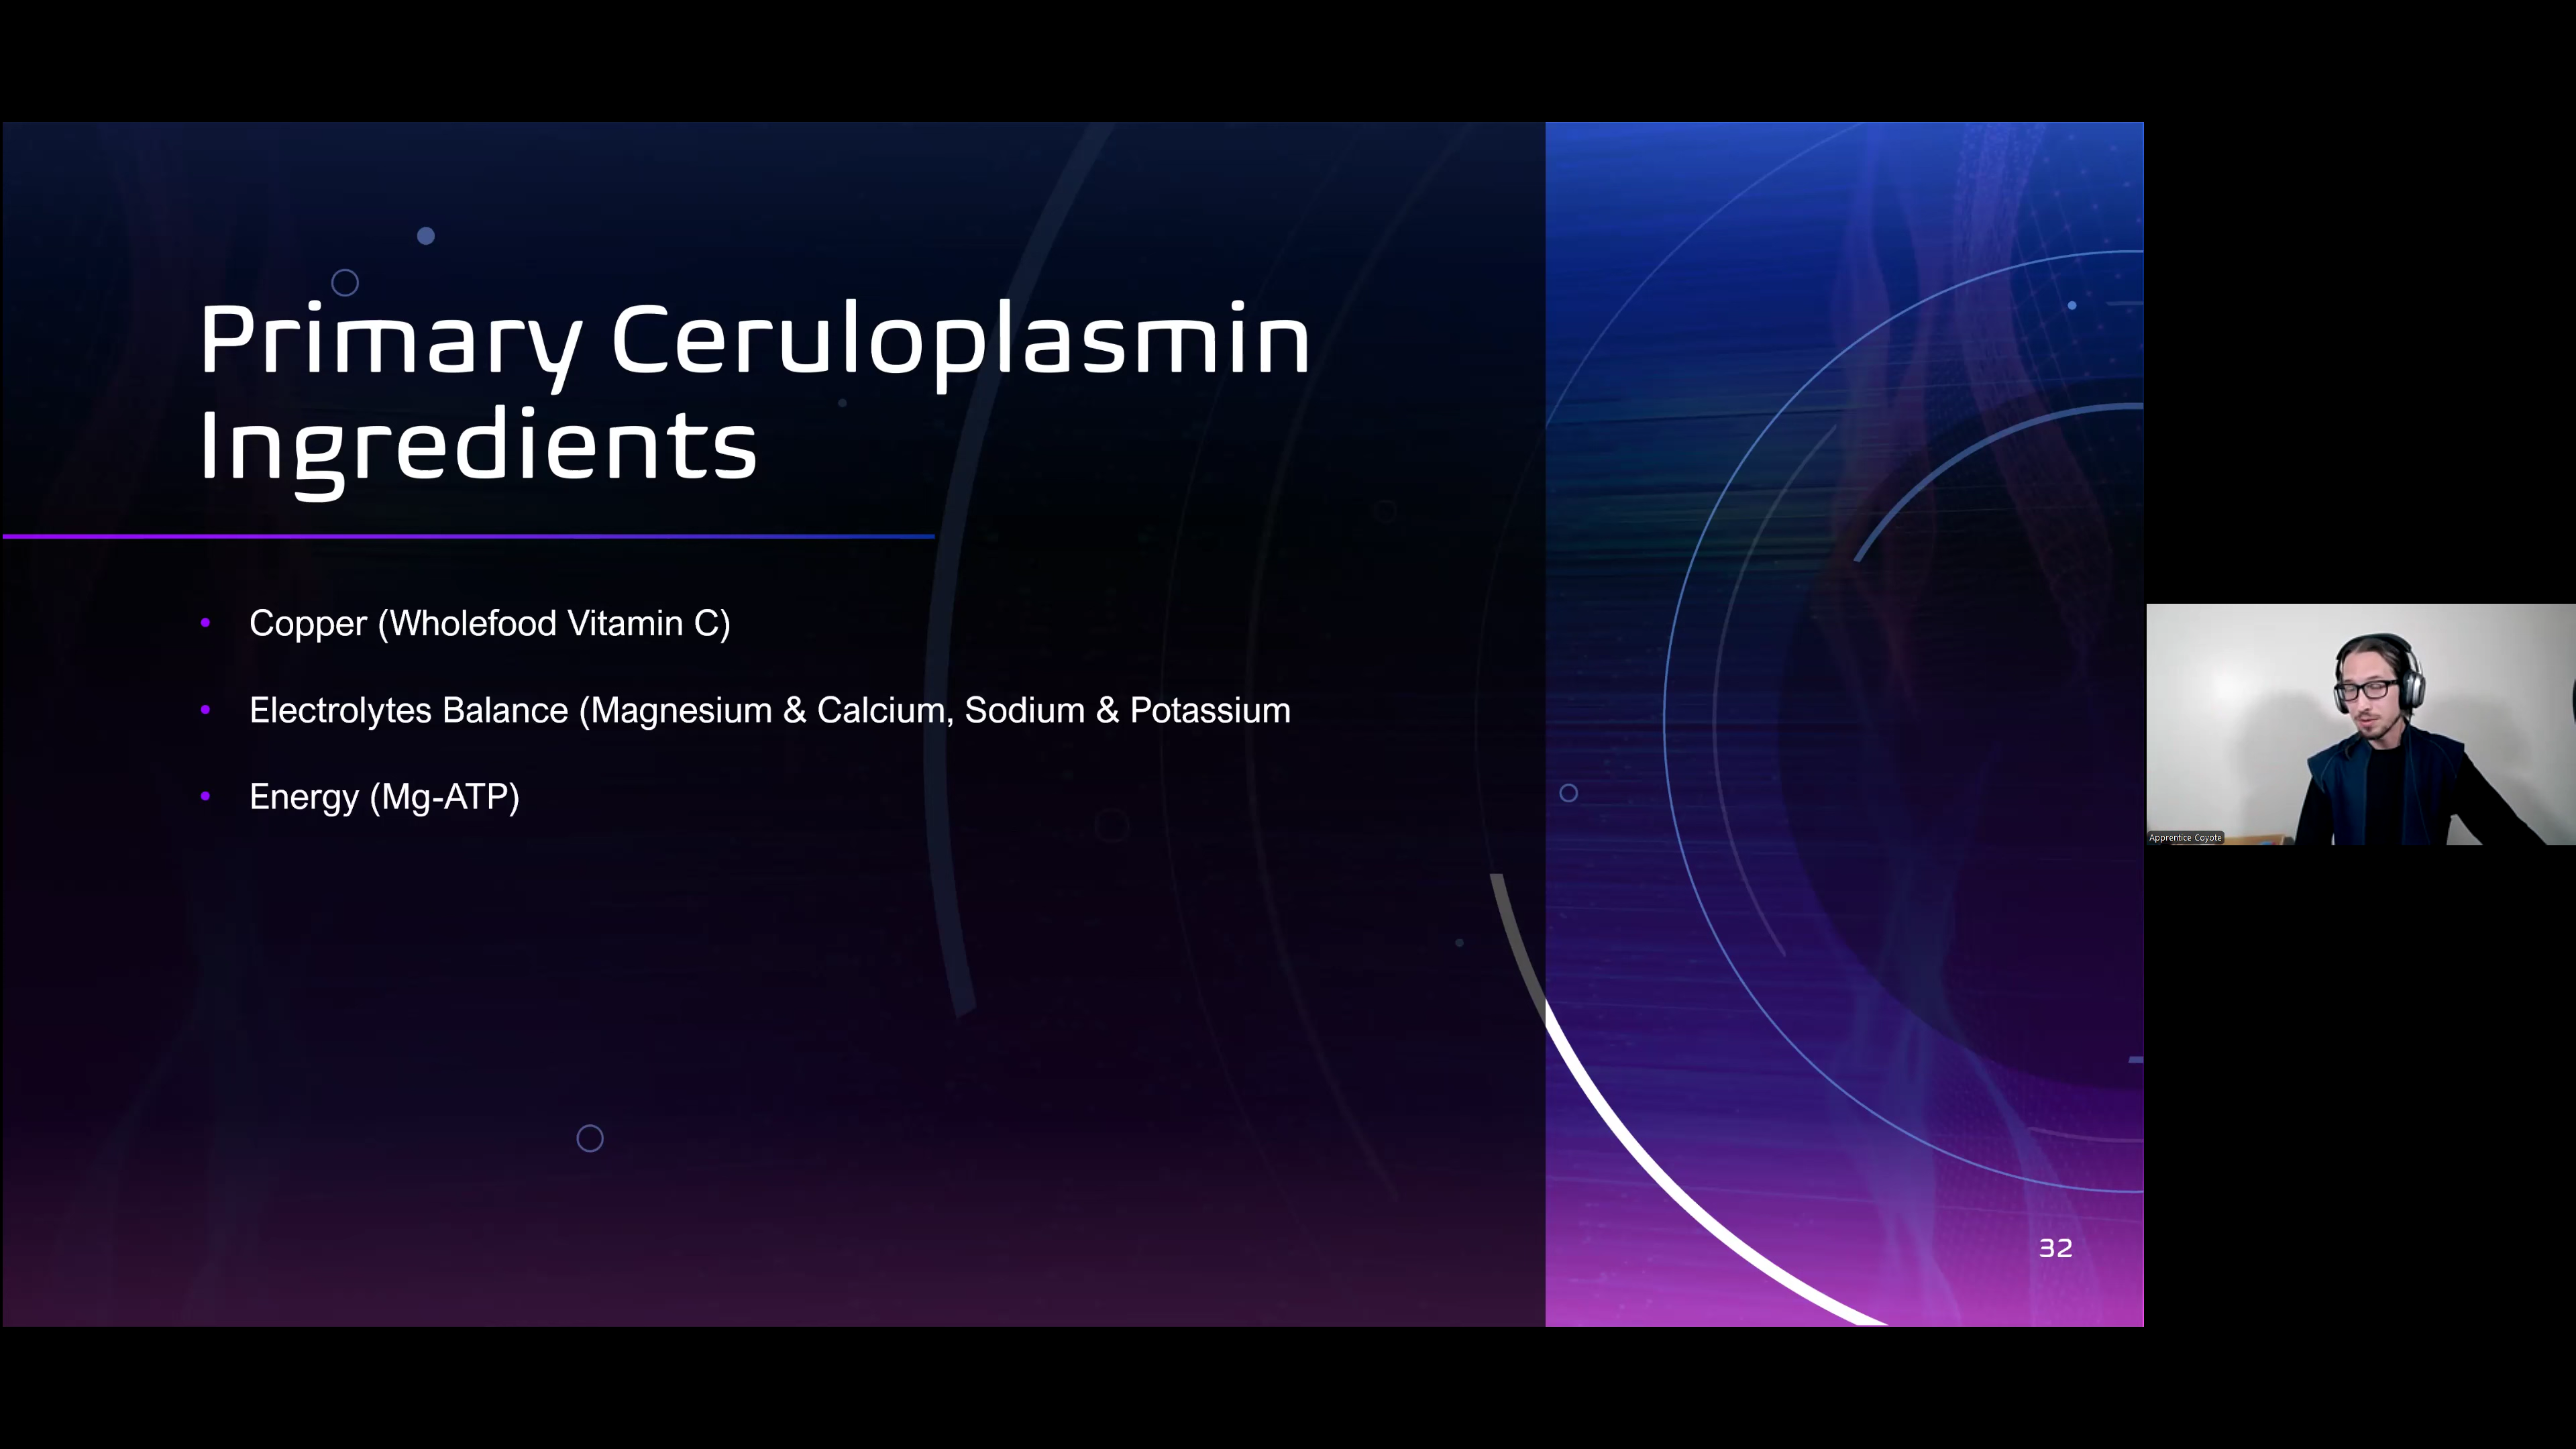 Primary Ceruloplasmin
Ingredients
• Copper (Wholefood Vitamin C)
• Electrolytes Balance (Magnesium & Calcium, Sodium & Potassium
• Energy (Mg-ATP)
Apprentice Coyote
32